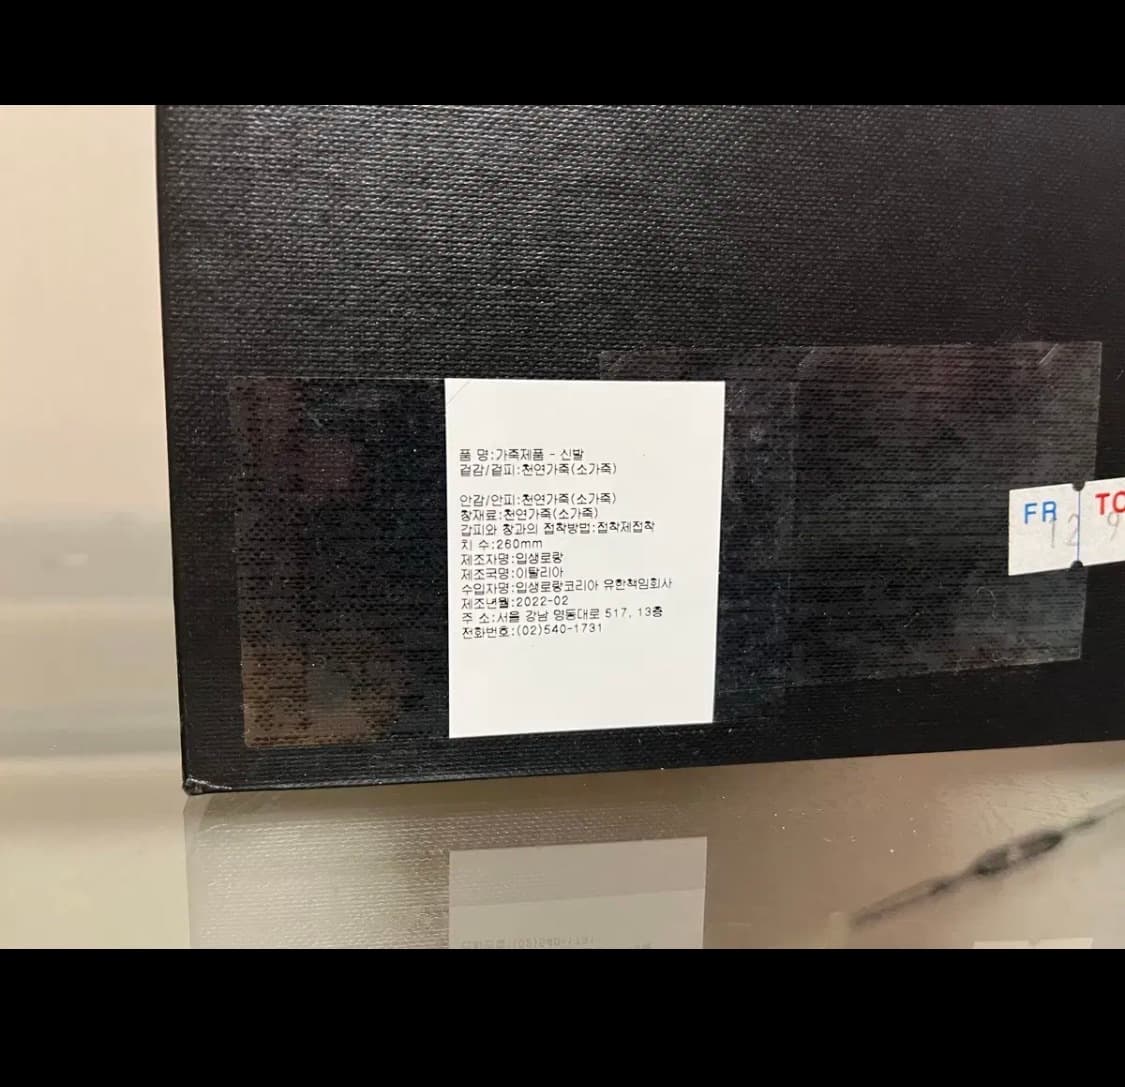 품 명:가죽제품 - 신발
겉감/겉피:천연가죽(소가죽)
안감/안피:천연가죽(소가죽)
창재료:천연가죽(소가죽)
갑피와 창과의 접착방법:접착제접착
치 수:260mm
제조자명:입생로랑
제조국명:이탈리아
수입자명:입생로랑코리아 유한책임회사
제조년월:2022-02
주 소:서울 강남 영동대로 517, 13층
전화번호:(02)540-1731
FR TO
12 9